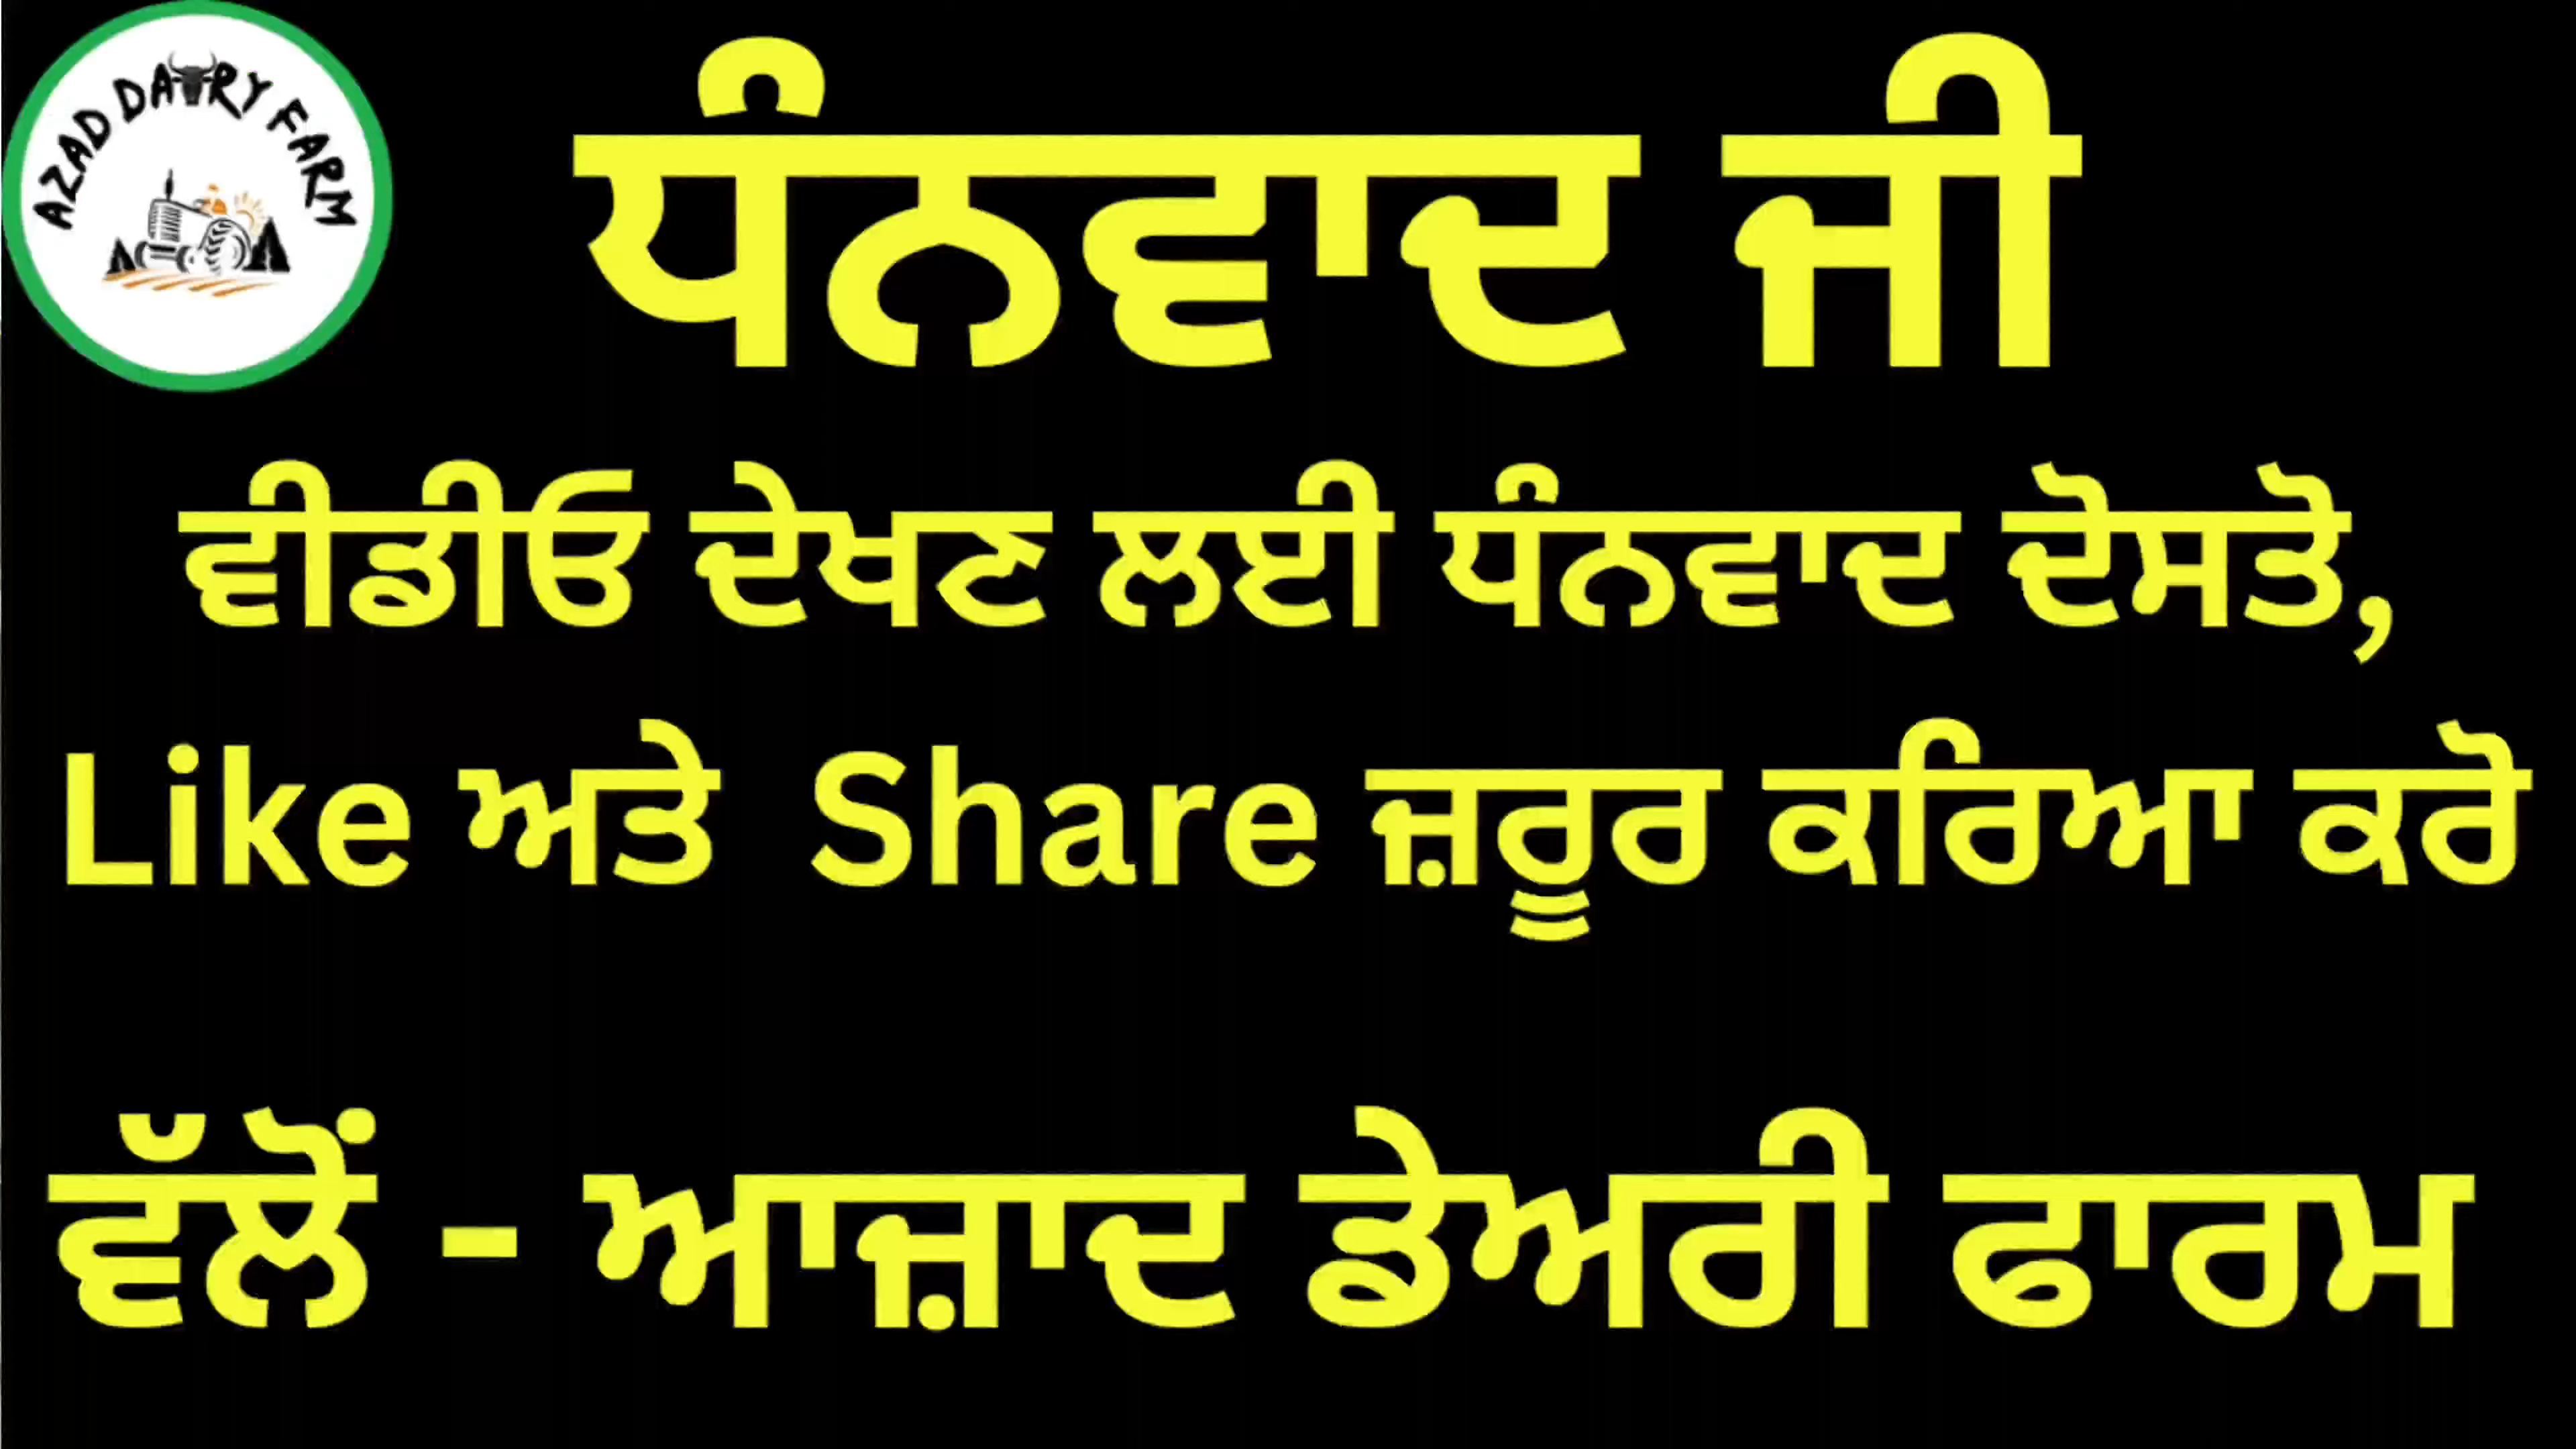 AZAD DAIRY FARM
ਧੰਨਵਾਦ ਜੀ
ਵੀਡੀਓ ਦੇਖਣ ਲਈ ਧੰਨਵਾਦ ਦੋਸਤੋ,
Like ਅਤੇ Share ਜ਼ਰੂਰ ਕਰਿਆ ਕਰੋ
ਵੱਲੋਂ - ਆਜ਼ਾਦ ਡੇਅਰੀ ਫਾਰਮ